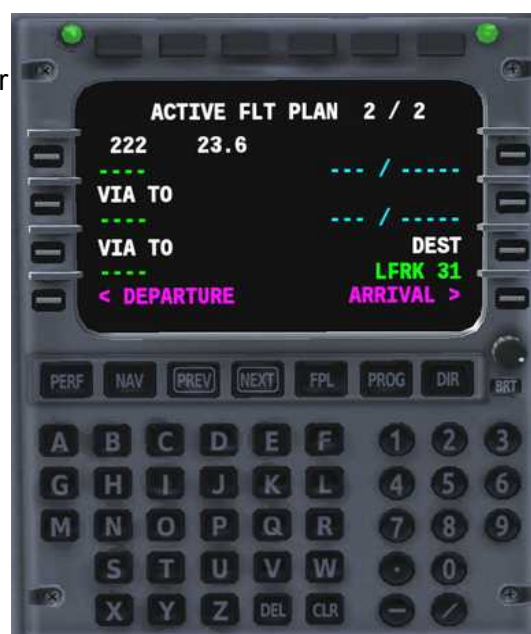 r
ACTIVE FLT PLAN 2 / 2
222 23.6
---- --- / -----
VIA TO
---- --- / -----
VIA TO DEST
---- LFRK 31
< DEPARTURE ARRIVAL >
PERF NAV PREV NEXT FPL PROG DIR BRT
A B C D E F 1 2 3
G H I J K L 4 5 6
M N O P Q R 7 8 9
S T U V W · 0
X Y Z DEL CLR − /